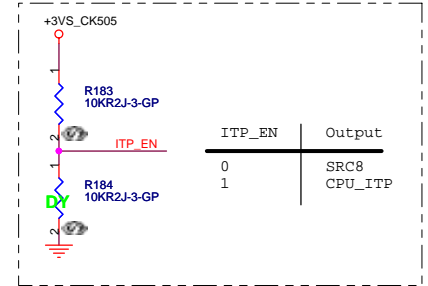 +3VS_CK505
1
R183
10KR2J-3-GP
2
ITP_EN
1
R184
10KR2J-3-GP
DY
2
ITP_EN Output
0 SRC8
1 CPU_ITP